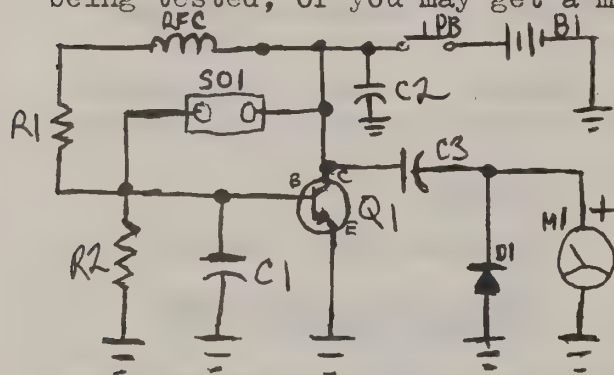 being tested, or you may get a m
RFC
PB
B1
SO1
C2
R1
C3
B
C
Q1
E
M1
+
D1
R2
C1